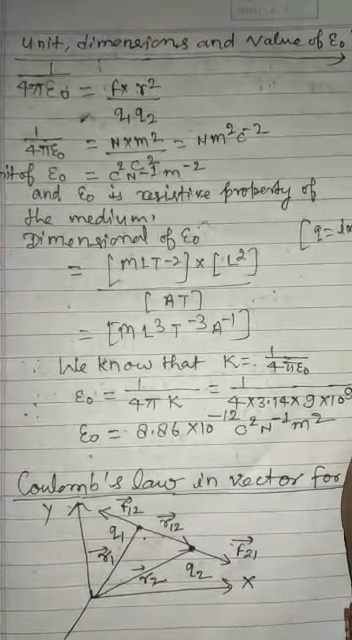 Unit, dimensions and value of ε₀
1/4πε₀ = F×r²/q₁q₂
1/4πε₀ = N×m²/C² = Nm²C⁻²
nit of ε₀ = C²N⁻¹m⁻²
and ε₀ is resistive property of
the medium,
Dimensional of ε₀ [q=
= [MLT⁻²]×[L²]/[AT]
= [ML³T⁻³A⁻¹]
∴ We know that K = 1/4πε₀
∴ ε₀ = 1/4πK = 1/4×3.14×9×10⁹
ε₀ = 8.86×10⁻¹² C²N⁻¹m²
Coulomb's law in vector for
Y F₁₂ r₁₂
q₁ F₂₁
r₁ r₂ q₂ X